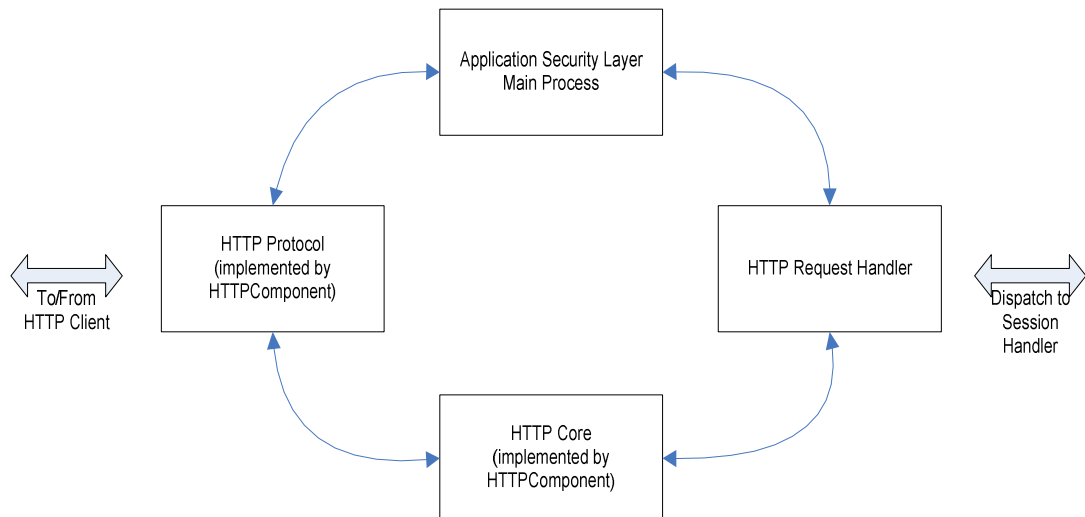 Application Security Layer
Main Process
HTTP Protocol
(implemented by
HTTPComponent)
HTTP Request Handler
To/From
HTTP Client
Dispatch to
Session
Handler
HTTP Core
(implemented by
HTTPComponent)